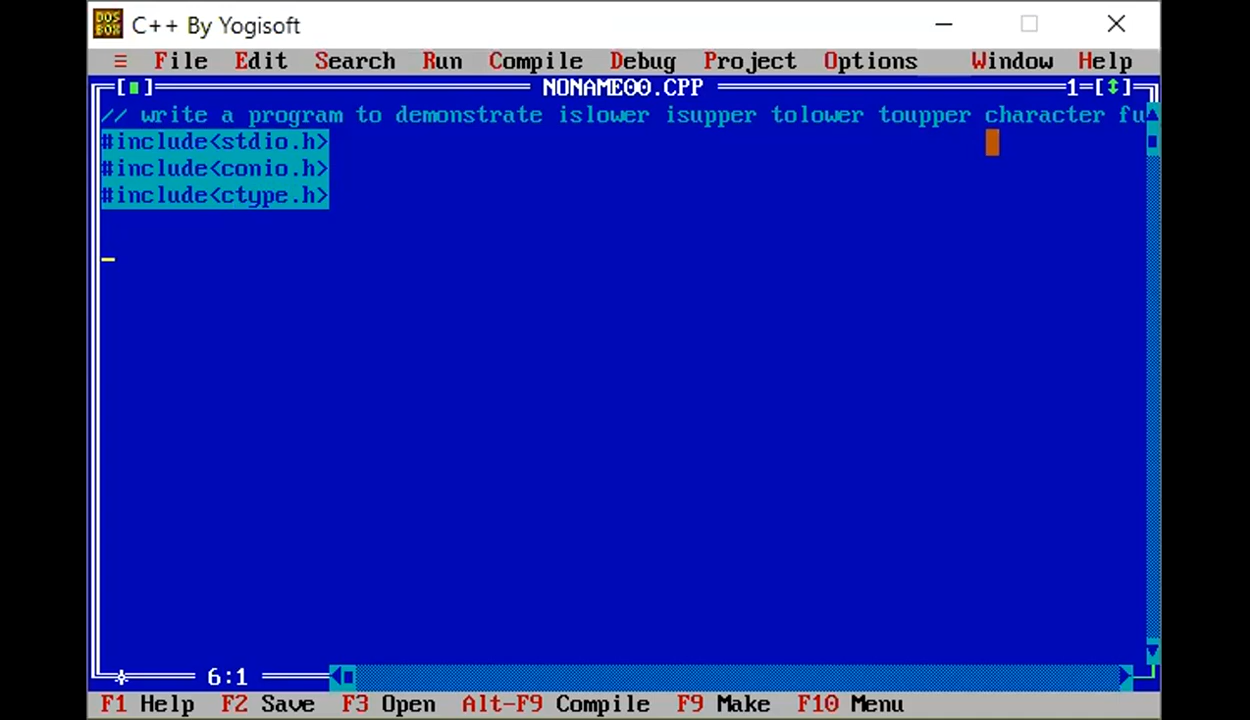 C++ By Yogisoft
≡ File Edit Search Run Compile Debug Project Options Window Help
[■] NONAME00.CPP 1=[↕]
// write a program to demonstrate islower isupper tolower toupper character fu
#include<stdio.h>
#include<conio.h>
#include<ctype.h>
6:1
F1 Help F2 Save F3 Open Alt-F9 Compile F9 Make F10 Menu